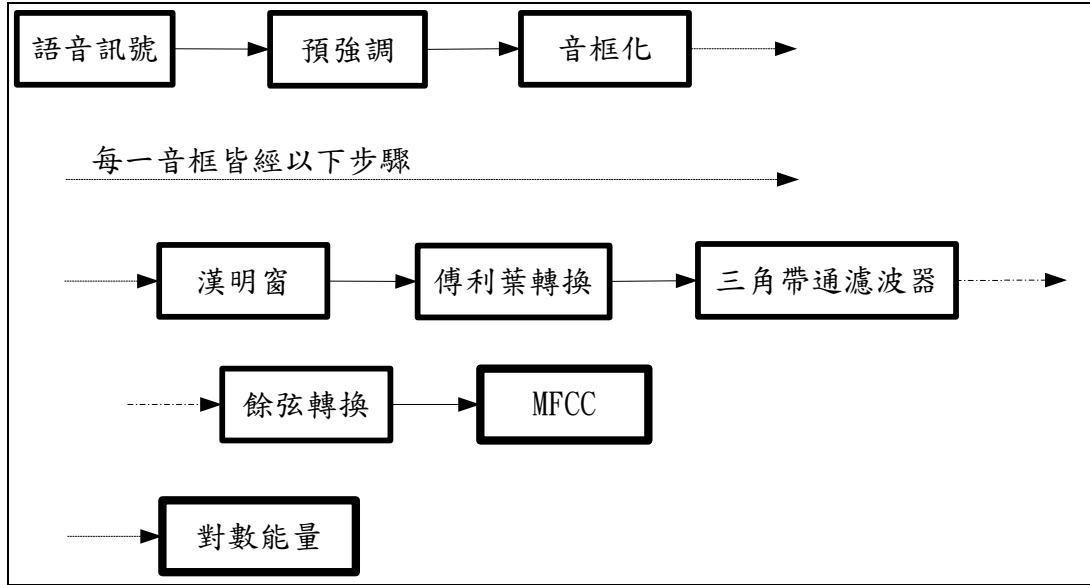 語音訊號
預強調
音框化
每一音框皆經以下步驟
漢明窗
傅利葉轉換
三角帶通濾波器
餘弦轉換
MFCC
對數能量